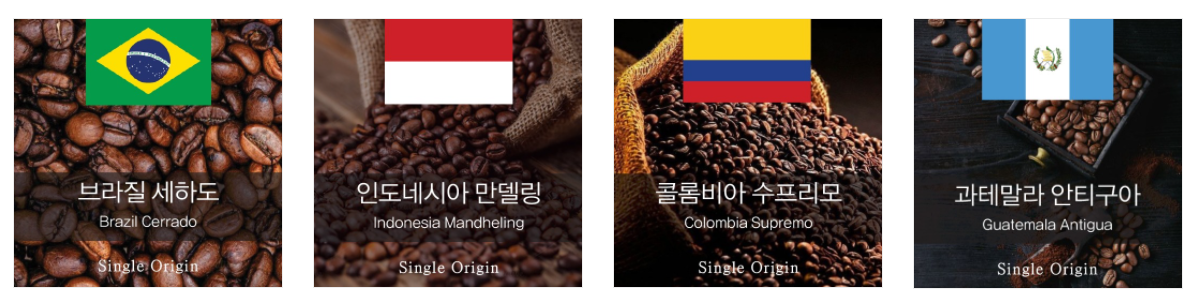 브라질 세하도
Brazil Cerrado
Single Origin
인도네시아 만델링
Indonesia Mandheling
Single Origin
콜롬비아 수프리모
Colombia Supremo
Single Origin
과테말라 안티구아
Guatemala Antigua
Single Origin